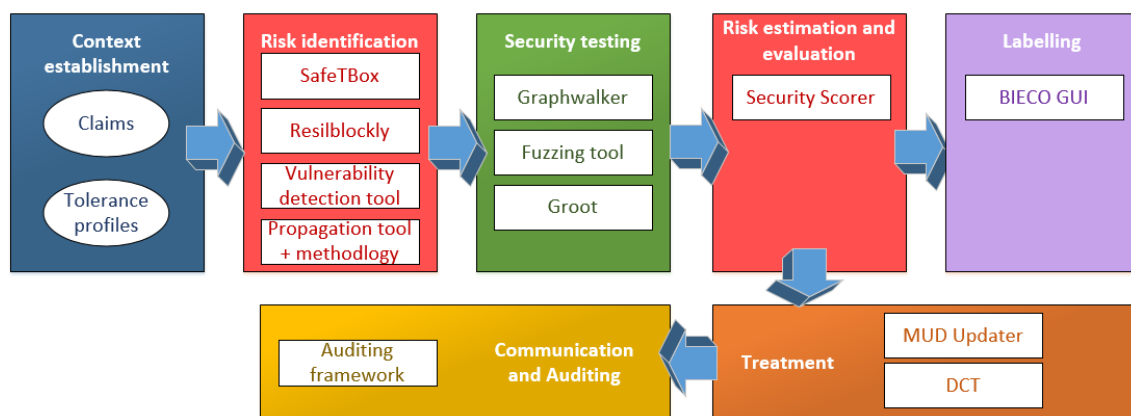 Context
establishment
Claims
Tolerance
profiles
Risk identification
SafeTBox
Resilblockly
Vulnerability
detection tool
Propagation tool
+ methodlogy
Security testing
Graphwalker
Fuzzing tool
Groot
Risk estimation and
evaluation
Security Scorer
Labelling
BIECO GUI
Auditing
framework
Communication
and Auditing
Treatment
MUD Updater
DCT